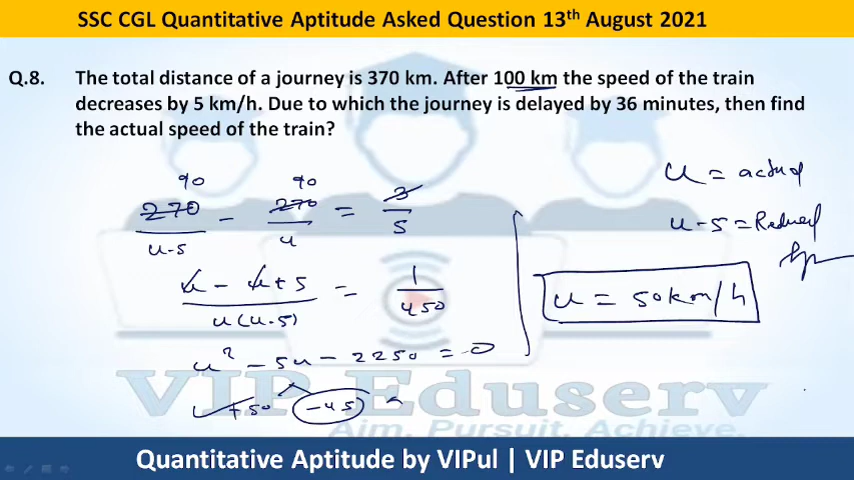 SSC CGL Quantitative Aptitude Asked Question 13th August 2021
Q.8. The total distance of a journey is 370 km. After 100 km the speed of the train
decreases by 5 km/h. Due to which the journey is delayed by 36 minutes, then find
the actual speed of the train?
u = actual
u - 5 = Reduced
90 90
270 / u-5 - 270 / u = 3 / 5
u - u + 5 / u(u-5) = 1 / 450
u = 50km/h
u² - 5u - 2250 = 0
+50 -45
VIP Eduserv
Aim. Pursuit. Achieve.
Quantitative Aptitude by VIPul | VIP Eduserv